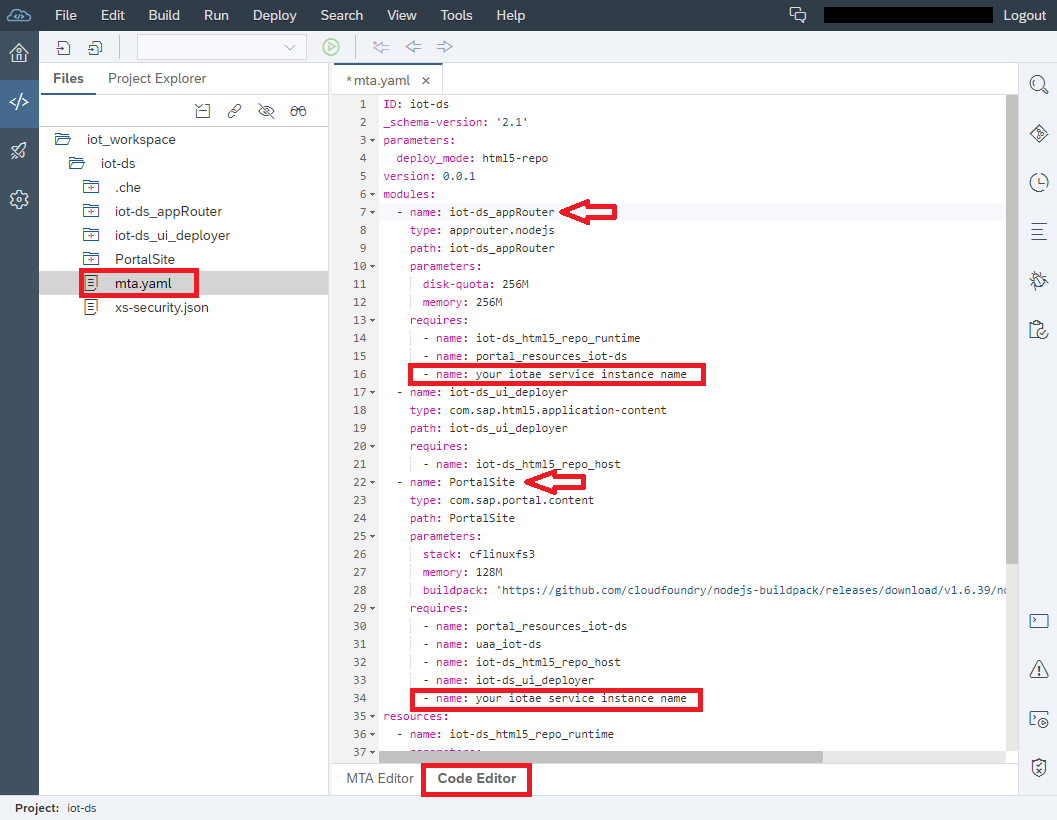 File Edit Build Run Deploy Search View Tools Help Logout
Files Project Explorer
iot_workspace
iot-ds
.che
iot-ds_appRouter
iot-ds_ui_deployer
PortalSite
mta.yaml
xs-security.json
*mta.yaml ×
1 ID: iot-ds
2 _schema-version: '2.1'
3 parameters:
4 deploy_mode: html5-repo
5 version: 0.0.1
6 modules:
7 - name: iot-ds_appRouter
8 type: approuter.nodejs
9 path: iot-ds_appRouter
10 parameters:
11 disk-quota: 256M
12 memory: 256M
13 requires:
14 - name: iot-ds_html5_repo_runtime
15 - name: portal_resources_iot-ds
16 - name: your iotae service instance name
17 - name: iot-ds_ui_deployer
18 type: com.sap.html5.application-content
19 path: iot-ds_ui_deployer
20 requires:
21 - name: iot-ds_html5_repo_host
22 - name: PortalSite
23 type: com.sap.portal.content
24 path: PortalSite
25 parameters:
26 stack: cflinuxfs3
27 memory: 128M
28 buildpack: 'https://github.com/cloudfoundry/nodejs-buildpack/releases/download/v1.6.39/no
29 requires:
30 - name: portal_resources_iot-ds
31 - name: uaa_iot-ds
32 - name: iot-ds_html5_repo_host
33 - name: iot-ds_ui_deployer
34 - name: your iotae service instance name
35 resources:
36 - name: iot-ds_html5_repo_runtime
37 parameters:
MTA Editor Code Editor
Project: iot-ds